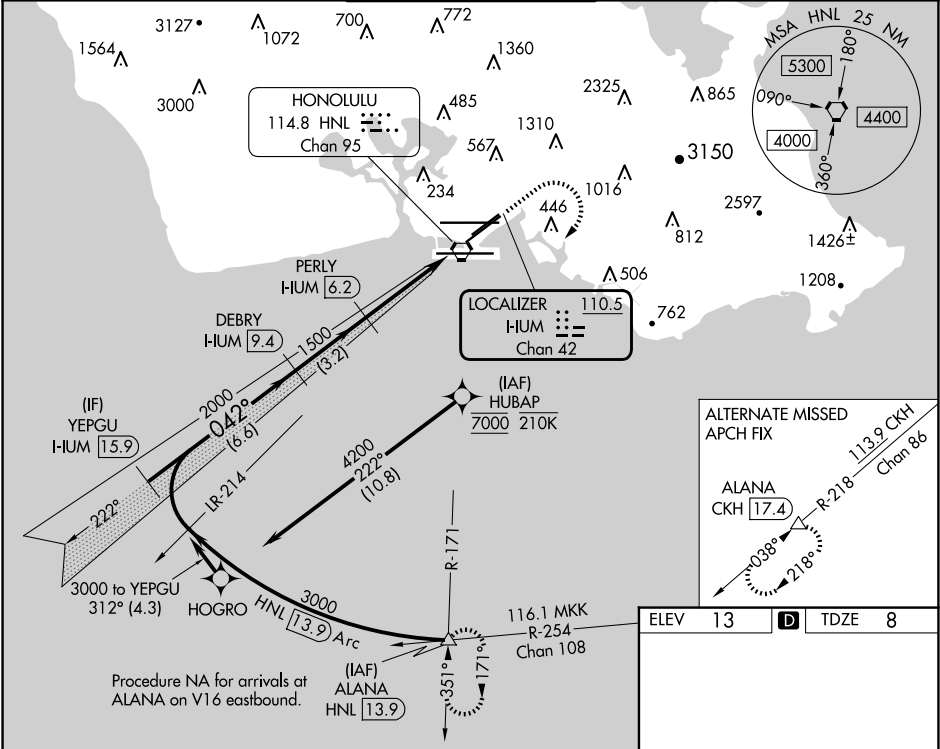 3127
1072
700
772
1564
1360
3000
2325
865
MSA HNL 25 NM
180°
5300
090°
4400
4000
360°
HONOLULU
114.8 HNL
Chan 95
485
1310
567
3150
234
446
1016
2597
812
1426±
506
1208
762
LOCALIZER 110.5
I-IUM
Chan 42
PERLY
I-IUM 6.2
DEBRY
I-IUM 9.4
1500
(3.2)
2000
042°
(6.6)
(IF)
YEPGU
I-IUM 15.9
222°
LR-214
(IAF)
HUBAP
7000 210K
4200
222°
(10.8)
R-171
3000 to YEPGU
312° (4.3)
HOGRO
3000
HNL 13.9 Arc
116.1 MKK
R-254
Chan 108
(IAF)
ALANA
HNL 13.9
351°
171°
Procedure NA for arrivals at
ALANA on V16 eastbound.
ALTERNATE MISSED
APCH FIX
113.9 CKH
Chan 86
R-218
ALANA
CKH 17.4
038°
218°
ELEV 13 D TDZE 8